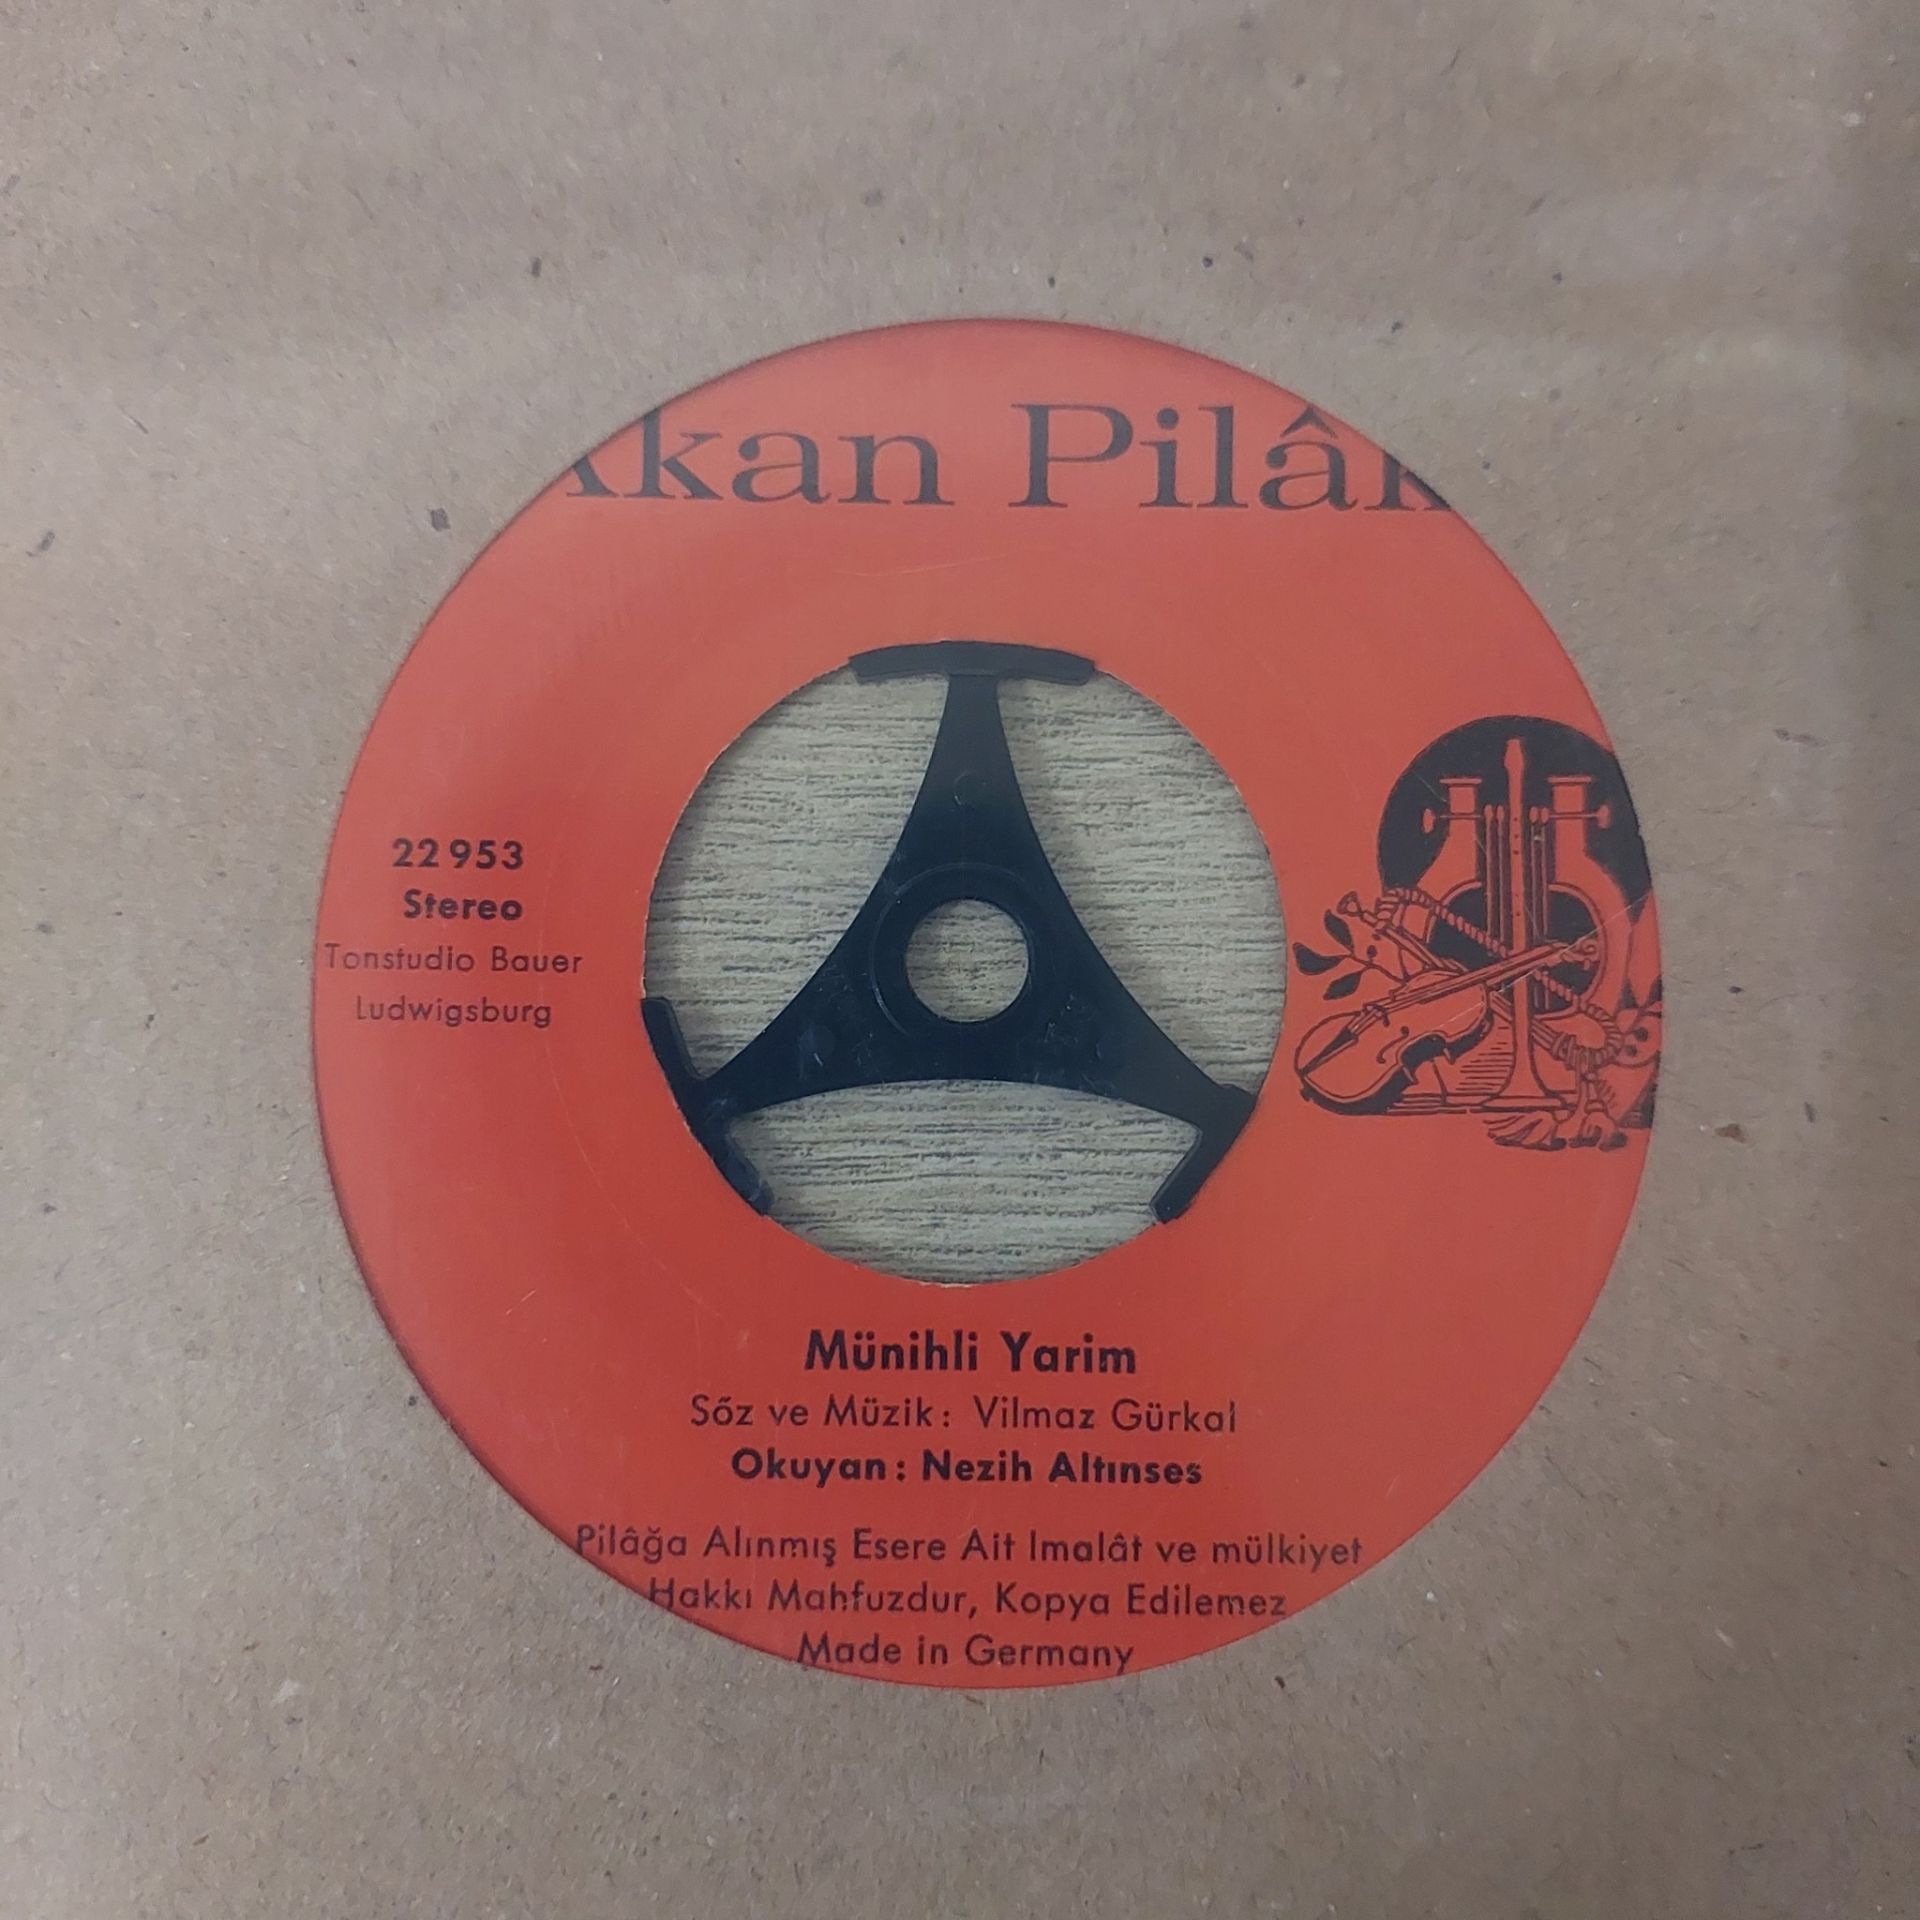 Akan Pilâk
22953
Stereo
Tonstudio Bauer
Ludwigsburg
Münihli Yarim
Söz ve Müzik: Vilmaz Gürkal
Okuyan: Nezih Altınses
Pilâğa Alınmış Esere Ait Imalât ve mülkiyet
Hakkı Mahfuzdur, Kopya Edilemez
Made in Germany